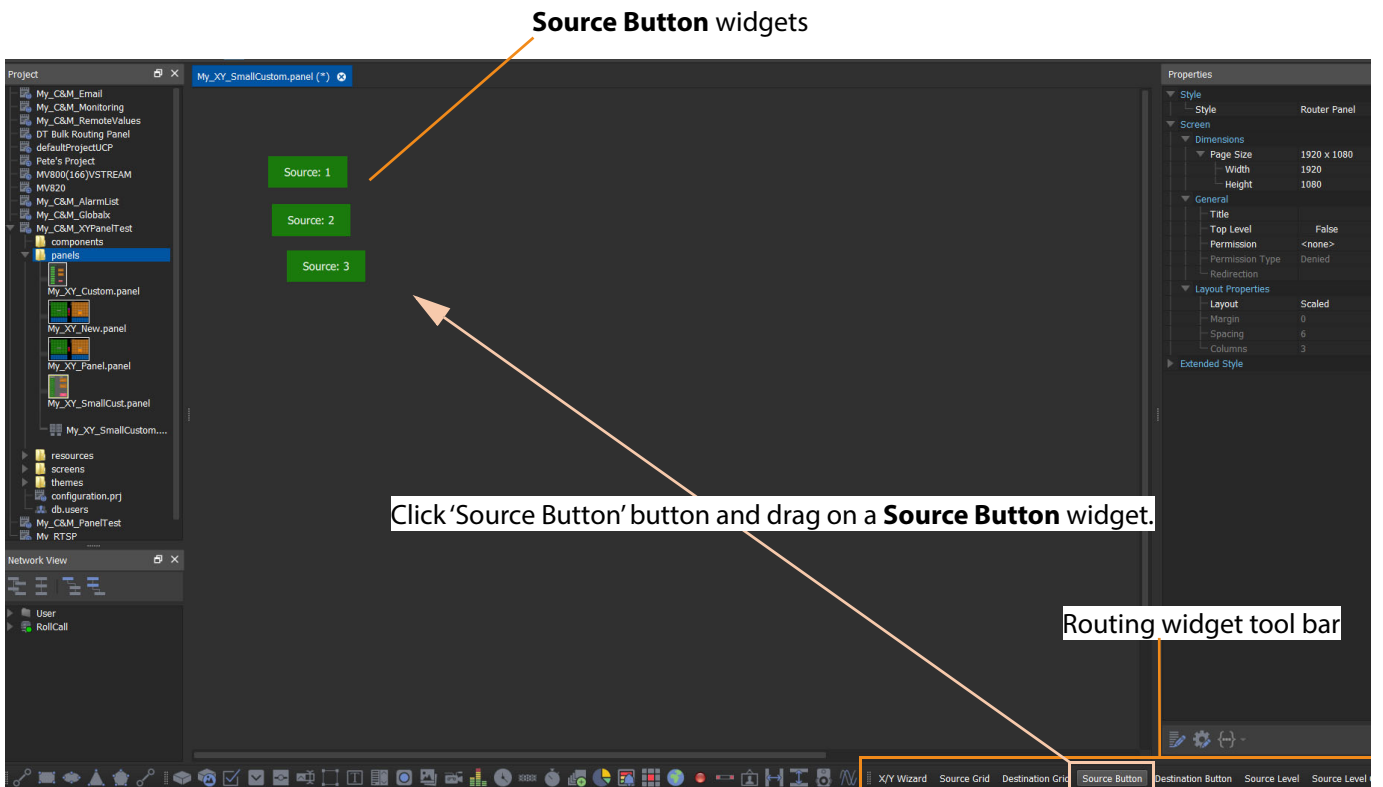 Source Button widgets
Project
My_C&M_Email
My_C&M_Monitoring
My_C&M_RemoteValues
DT Bulk Routing Panel
defaultProjectUCP
Pete's Project
MV800(166)VSTREAM
MV820
My_C&M_AlarmList
My_C&M_Globalx
My_C&M_XYPanelTest
components
panels
My_XY_Custom.panel
My_XY_New.panel
My_XY_Panel.panel
My_XY_SmallCust.panel
My_XY_SmallCustom....
resources
screens
themes
configuration.prj
db.users
My_C&M_PanelTest
My_RTSP
Network View
User
RollCall
My_XY_SmallCustom.panel (*)
Source: 1
Source: 2
Source: 3
Click ‘Source Button’ button and drag on a Source Button widget.
Routing widget tool bar
Properties
Style
Style Router Panel
Screen
Dimensions
Page Size 1920 x 1080
Width 1920
Height 1080
General
Title
Top Level False
Permission <none>
Permission Type Denied
Redirection
Layout Properties
Layout Scaled
Margin 0
Spacing 6
Columns 3
Extended Style
X/Y Wizard Source Grid Destination Grid Source Button Destination Button Source Level Source Level